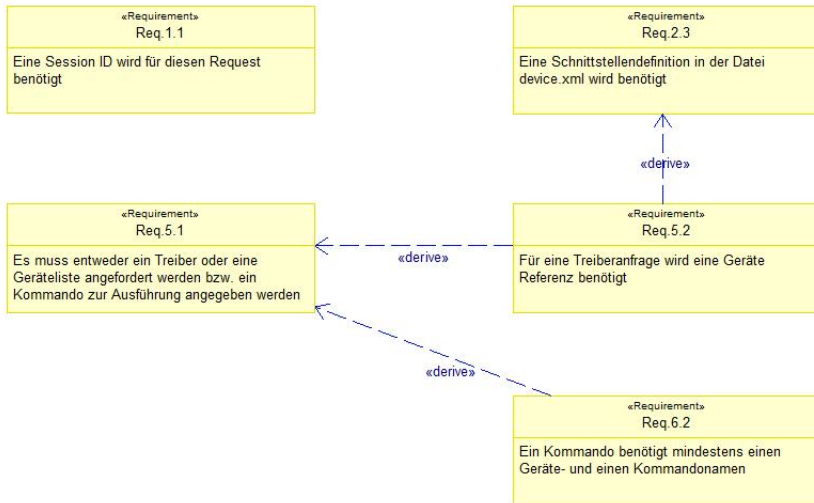 «Requirement»
Req.1.1
Eine Session ID wird für diesen Request
benötigt
«Requirement»
Req.2.3
Eine Schnittstellendefinition in der Datei
device.xml wird benötigt
«derive»
«Requirement»
Req.5.1
Es muss entweder ein Treiber oder eine
Geräteliste angefordert werden bzw. ein
Kommando zur Ausführung angegeben werden
«derive»
«Requirement»
Req.5.2
Für eine Treiberanfrage wird eine Geräte
Referenz benötigt
«derive»
«Requirement»
Req.6.2
Ein Kommando benötigt mindestens einen
Geräte- und einen Kommandonamen